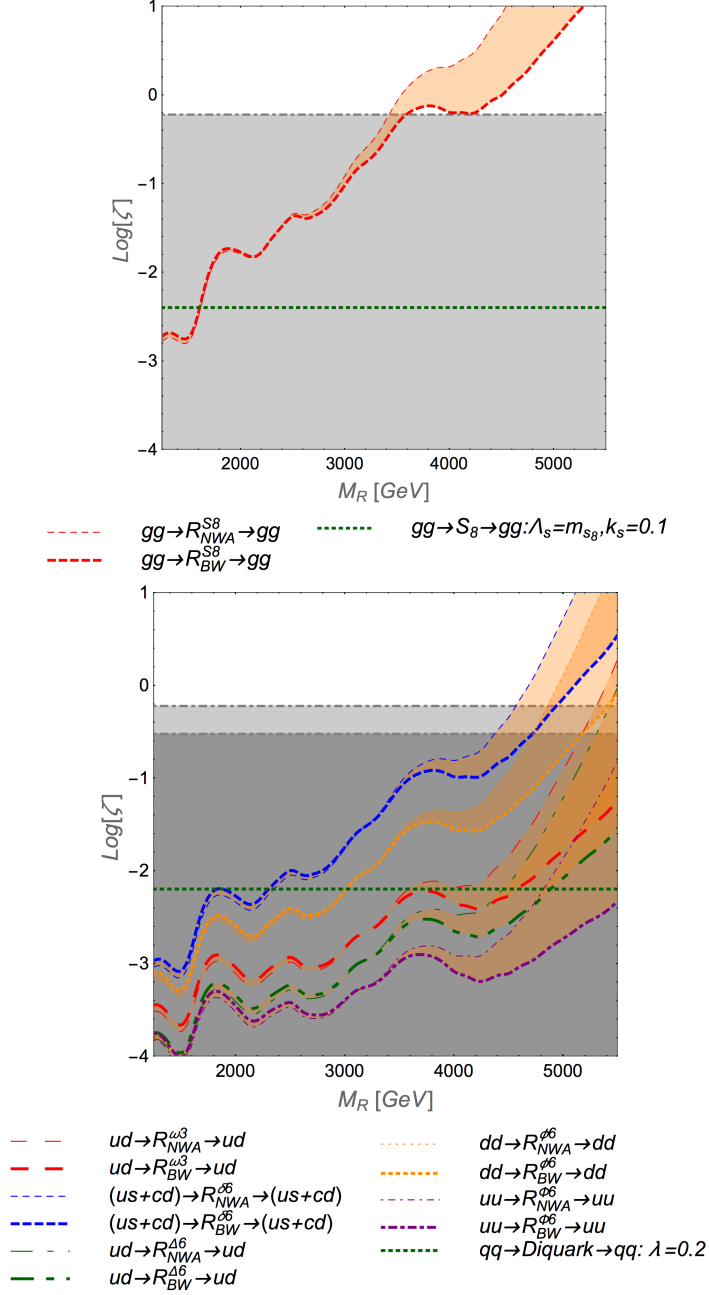 1
0
−1
−2
−3
−4
Log[ζ]
2000 3000 4000 5000
M_R [GeV]
gg→R^{S8}_{NWA}→gg
gg→S_8→gg:Λ_s=m_{s_8},k_s=0.1
gg→R^{S8}_{BW}→gg
1
0
−1
−2
−3
−4
Log[ζ]
2000 3000 4000 5000
M_R [GeV]
ud→R^{ω3}_{NWA}→ud
ud→R^{ω3}_{BW}→ud
(us+cd)→R^{δ6}_{NWA}→(us+cd)
(us+cd)→R^{δ6}_{BW}→(us+cd)
ud→R^{Δ6}_{NWA}→ud
ud→R^{Δ6}_{BW}→ud
dd→R^{ϕ6}_{NWA}→dd
dd→R^{ϕ6}_{BW}→dd
uu→R^{Φ6}_{NWA}→uu
uu→R^{Φ6}_{BW}→uu
qq→Diquark→qq: λ=0.2